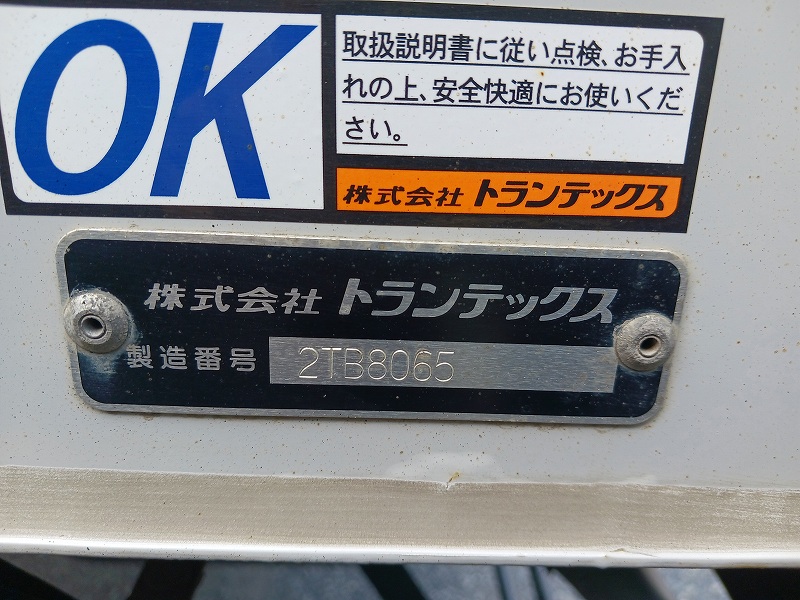 OK
取扱説明書に従い点検、お手入
れの上、安全快適にお使いくだ
さい。
株式会社 トランテックス
株式会社 トランテックス
製造番号 2TB8065